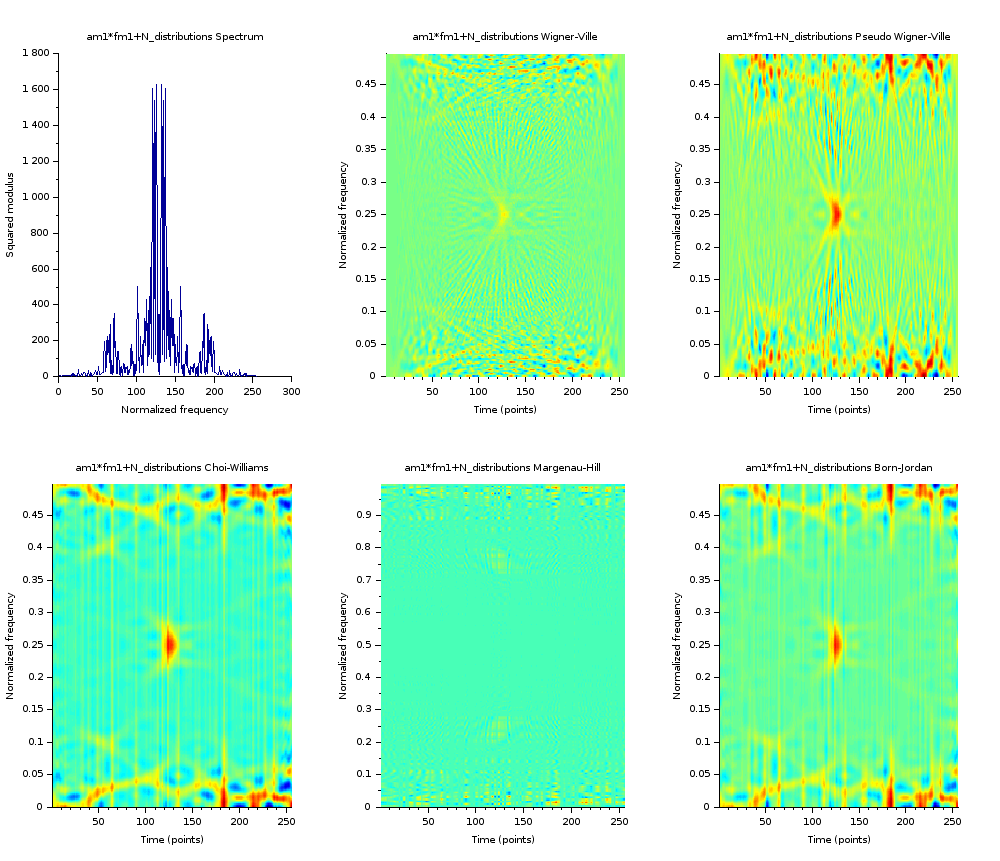 am1*fm1+N_distributions Spectrum
1 800
1 600
1 400
1 200
1 000
800
600
400
200
0
Squared modulus
0 50 100 150 200 250 300
Normalized frequency
am1*fm1+N_distributions Wigner-Ville
0.45
0.4
0.35
0.3
0.25
0.2
0.15
0.1
0.05
0
Normalized frequency
50 100 150 200 250
Time (points)
am1*fm1+N_distributions Pseudo Wigner-Ville
0.45
0.4
0.35
0.3
0.25
0.2
0.15
0.1
0.05
0
Normalized frequency
50 100 150 200 250
Time (points)
am1*fm1+N_distributions Choi-Williams
0.45
0.4
0.35
0.3
0.25
0.2
0.15
0.1
0.05
0
Normalized frequency
50 100 150 200 250
Time (points)
am1*fm1+N_distributions Margenau-Hill
0.9
0.8
0.7
0.6
0.5
0.4
0.3
0.2
0.1
0
Normalized frequency
50 100 150 200 250
Time (points)
am1*fm1+N_distributions Born-Jordan
0.45
0.4
0.35
0.3
0.25
0.2
0.15
0.1
0.05
0
Normalized frequency
50 100 150 200 250
Time (points)